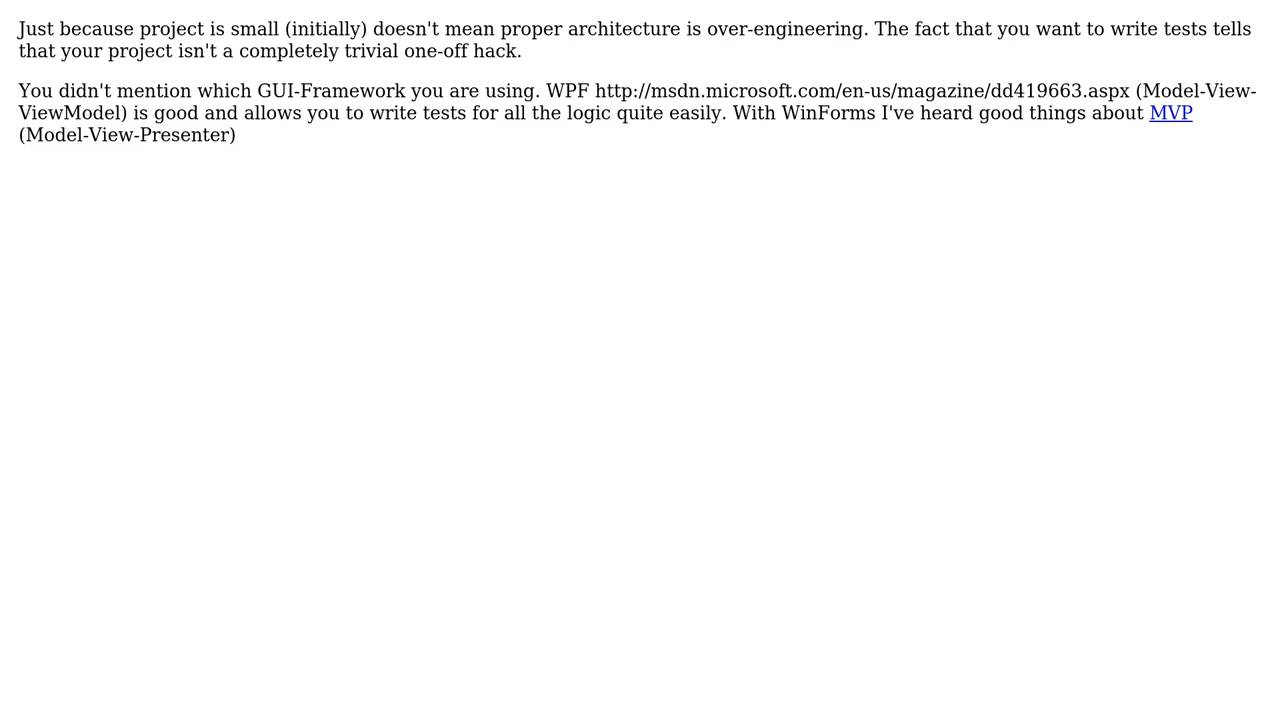 Just because project is small (initially) doesn't mean proper architecture is over-engineering. The fact that you want to write tests tells
that your project isn't a completely trivial one-off hack.
You didn't mention which GUI-Framework you are using. WPF http://msdn.microsoft.com/en-us/magazine/dd419663.aspx (Model-View-
ViewModel) is good and allows you to write tests for all the logic quite easily. With WinForms I've heard good things about MVP
(Model-View-Presenter)